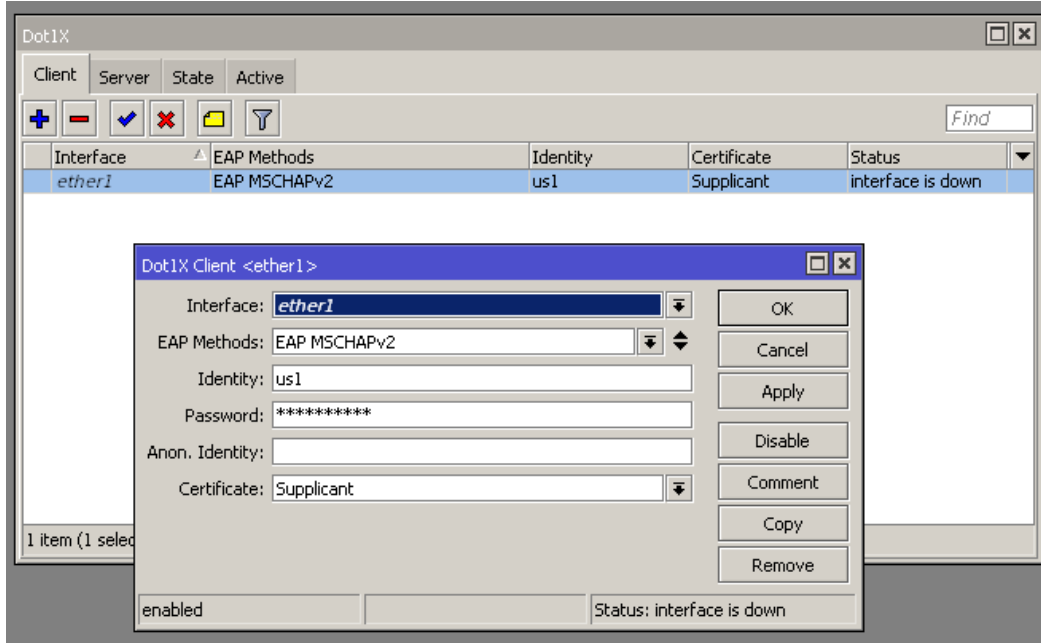 Dot1X
Client Server State Active
Find
Interface EAP Methods Identity Certificate Status
ether1 EAP MSCHAPv2 us1 Supplicant interface is down
Dot1X Client <ether1>
Interface: ether1
OK
EAP Methods: EAP MSCHAPv2
Cancel
Identity: us1
Apply
Password: **********
Anon. Identity:
Disable
Certificate: Supplicant
Comment
Copy
1 item (1 selec
Remove
enabled
Status: interface is down